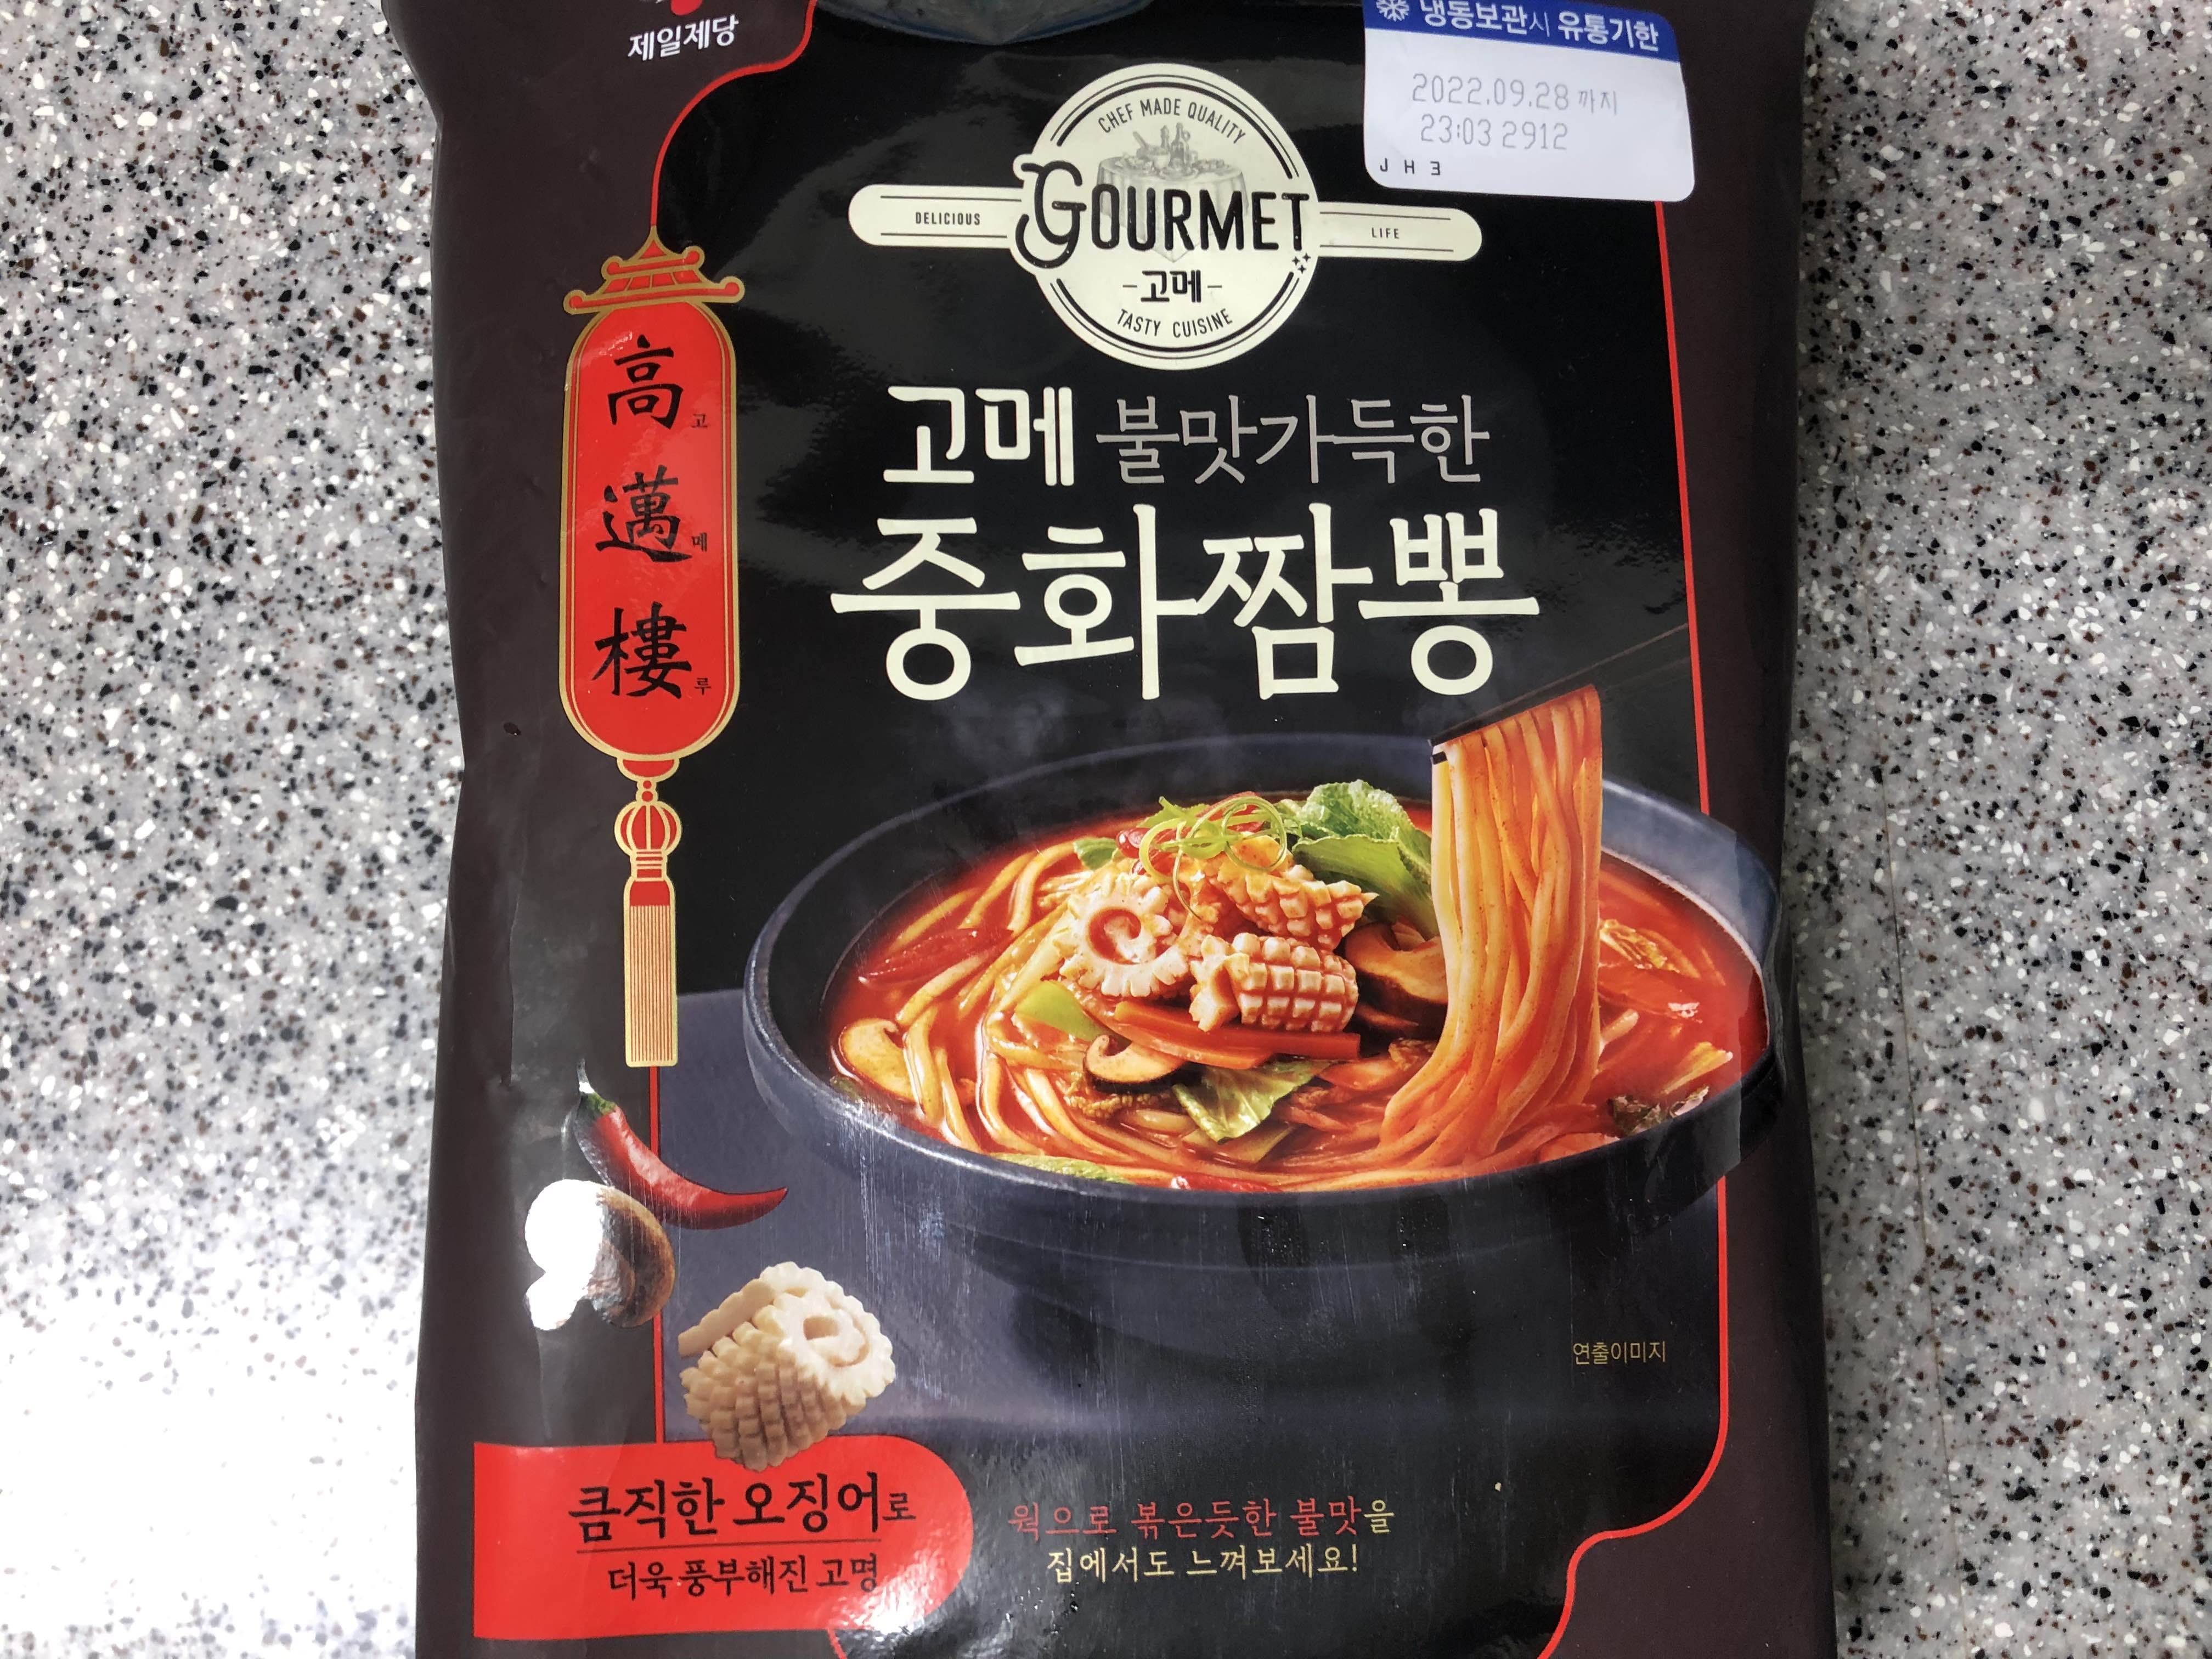 제일제당
냉동보관시 유통기한
2022.09.28 까지
23:03 2912
JH3
CHEF MADE QUALITY
DELICIOUS GOURMET LIFE
고메
TASTY CUISINE
高 고
邁 매
樓 루
고메 불맛가득한
중화짬뽕
연출이미지
큼직한 오징어로
더욱 풍부해진 고명
웍으로 볶은듯한 불맛을
집에서도 느껴보세요!